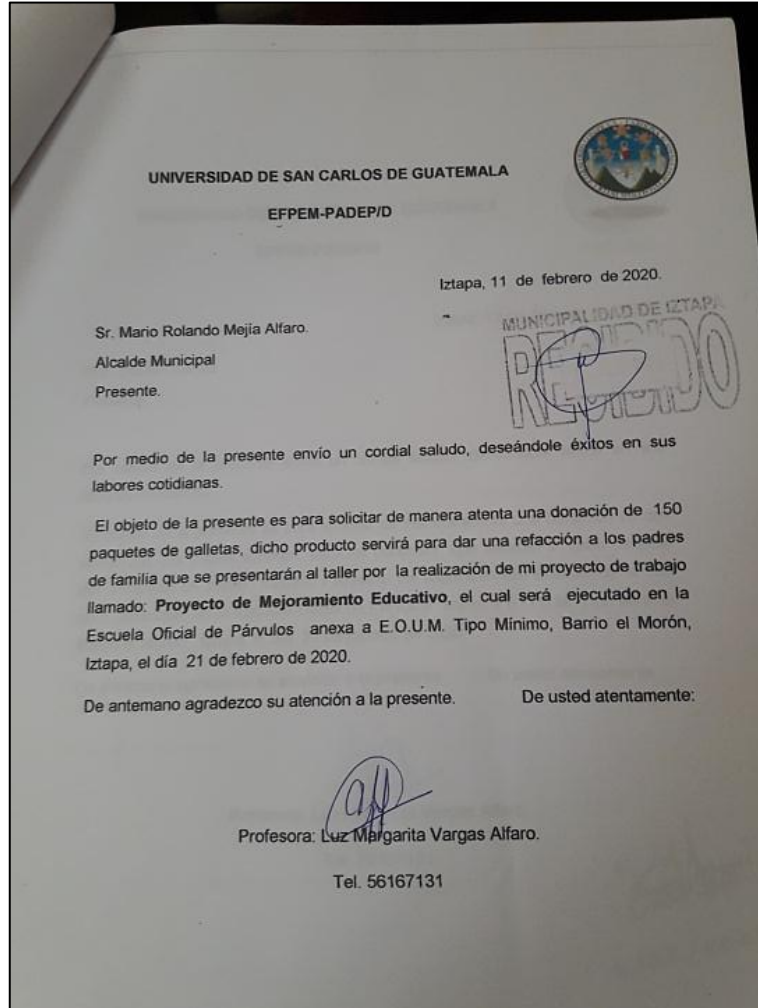 UNIVERSIDAD DE SAN CARLOS DE GUATEMALA
EFPEM-PADEP/D
Iztapa, 11 de febrero de 2020.
MUNICIPALIDAD DE IZTAPA
RECIBIDO
Sr. Mario Rolando Mejía Alfaro.
Alcalde Municipal
Presente.
Por medio de la presente envío un cordial saludo, deseándole éxitos en sus
labores cotidianas.
El objeto de la presente es para solicitar de manera atenta una donación de 150
paquetes de galletas, dicho producto servirá para dar una refacción a los padres
de familia que se presentarán al taller por la realización de mi proyecto de trabajo
llamado: Proyecto de Mejoramiento Educativo, el cual será ejecutado en la
Escuela Oficial de Párvulos anexa a E.O.U.M. Tipo Mínimo, Barrio el Morón,
Iztapa, el día 21 de febrero de 2020.
De antemano agradezco su atención a la presente. De usted atentamente:
Profesora: Luz Margarita Vargas Alfaro.
Tel. 56167131